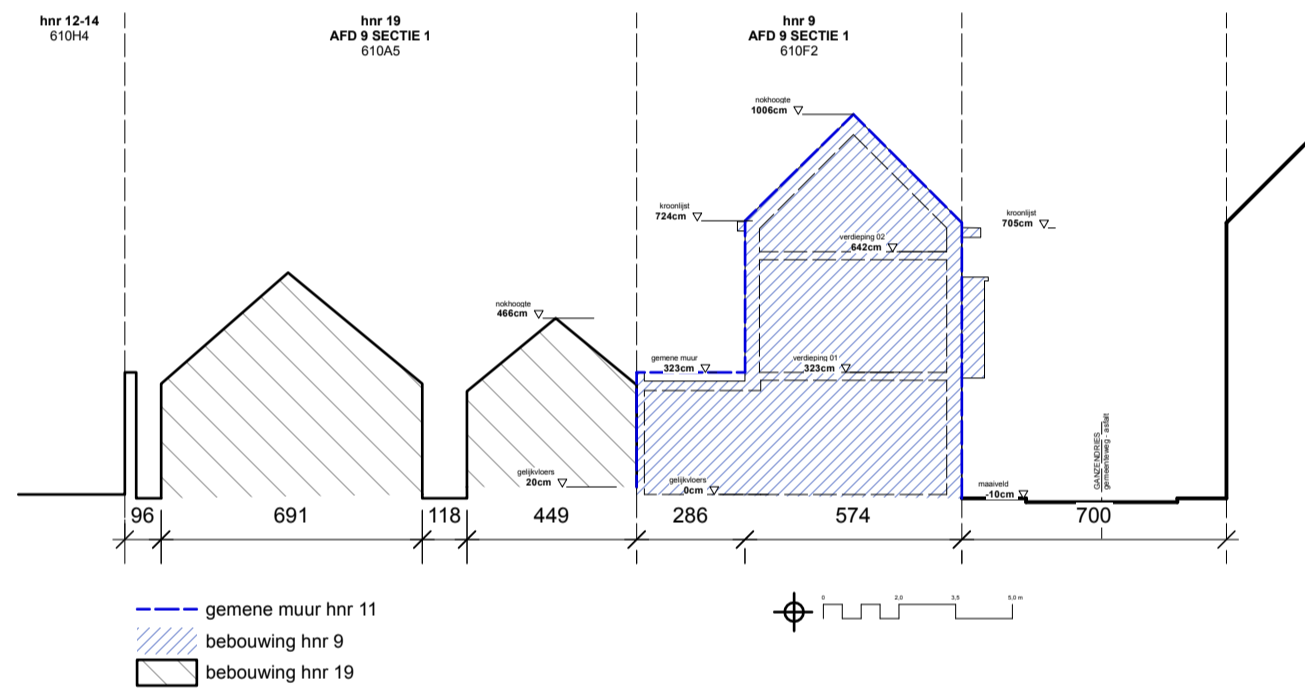 hnr 12-14
610H4
hnr 19
AFD 9 SECTIE 1
610A5
hnr 9
AFD 9 SECTIE 1
610F2
nokhoogte
1006cm
kroonlijst
724cm
kroonlijst
705cm
verdieping 02
642cm
nokhoogte
466cm
gemene muur
323cm
verdieping 01
323cm
gelijkvloers
20cm
gelijkvloers
0cm
maaiveld
-10cm
GANZENDRIES
gemeenteweg - asfalt
96
691
118
449
286
574
700
gemene muur hnr 11
bebouwing hnr 9
bebouwing hnr 19
0 2,0 3,5 5,0 m